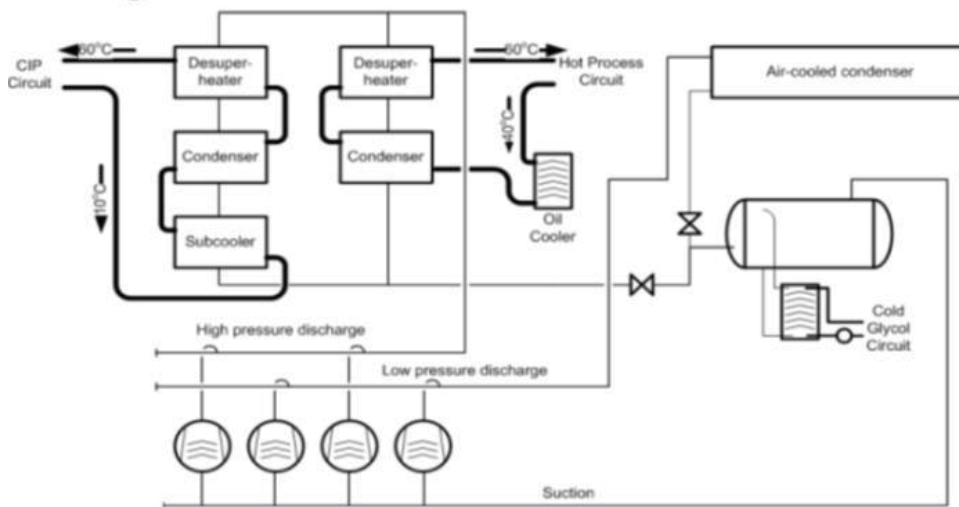 60°C
CIP
Circuit
Desuper-
heater
Desuper-
heater
60°C
Hot Process
Circuit
Air-cooled condenser
40°C
Condenser
Condenser
10°C
Subcooler
Oil
Cooler
Cold
Glycol
Circuit
High pressure discharge
Low pressure discharge
Suction